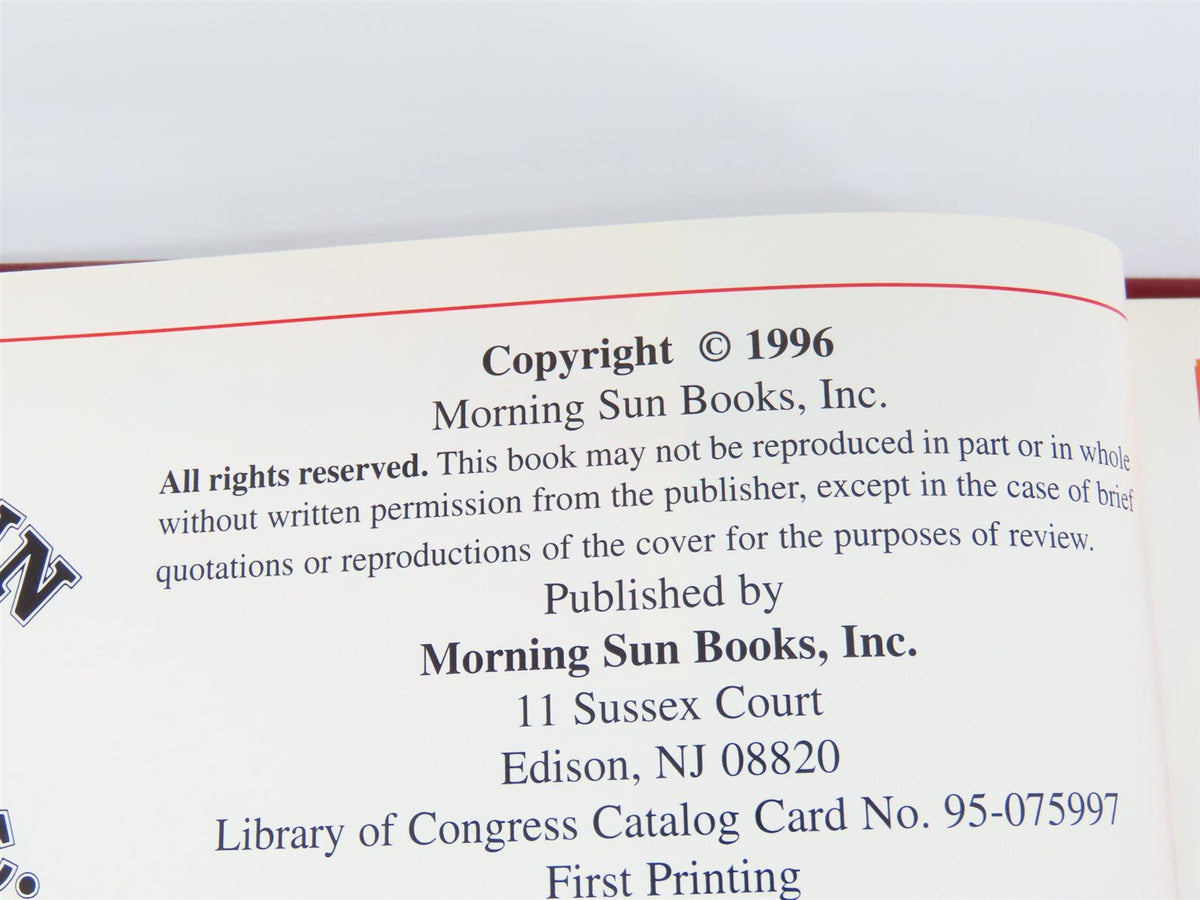 Copyright © 1996
Morning Sun Books, Inc.
All rights reserved. This book may not be reproduced in part or in whole
without written permission from the publisher, except in the case of brief
quotations or reproductions of the cover for the purposes of review.
Published by
Morning Sun Books, Inc.
11 Sussex Court
Edison, NJ 08820
Library of Congress Catalog Card No. 95-075997
First Printing